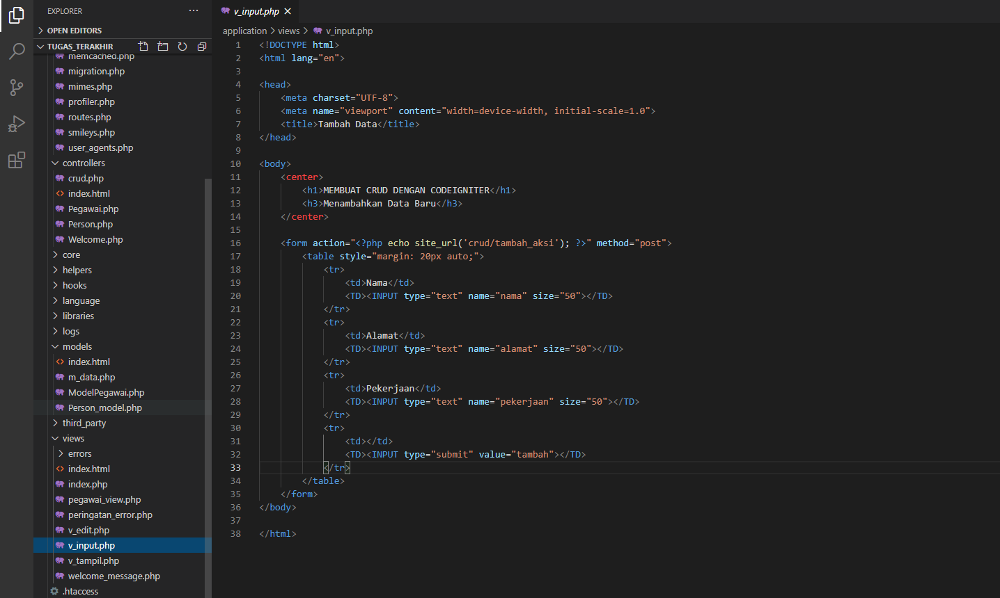 EXPLORER
OPEN EDITORS
TUGAS_TERAKHIR
memcached.php
migration.php
mimes.php
profiler.php
routes.php
smileys.php
user_agents.php
controllers
crud.php
index.html
Pegawai.php
Person.php
Welcome.php
core
helpers
hooks
language
libraries
logs
models
index.html
m_data.php
ModelPegawai.php
Person_model.php
third_party
views
errors
index.html
index.php
pegawai_view.php
peringatan_error.php
v_edit.php
v_input.php
v_tampil.php
welcome_message.php
.htaccess
v_input.php
application > views > v_input.php
1 <!DOCTYPE html>
2 <html lang="en">
3
4 <head>
5     <meta charset="UTF-8">
6     <meta name="viewport" content="width=device-width, initial-scale=1.0">
7     <title>Tambah Data</title>
8 </head>
9
10 <body>
11     <center>
12         <h1>MEMBUAT CRUD DENGAN CODEIGNITER</h1>
13         <h3>Menambahkan Data Baru</h3>
14     </center>
15
16     <form action="<?php echo site_url('crud/tambah_aksi'); ?>" method="post">
17         <table style="margin: 20px auto;">
18             <tr>
19                 <td>Nama</td>
20                 <TD><INPUT type="text" name="nama" size="50"></TD>
21             </tr>
22             <tr>
23                 <td>Alamat</td>
24                 <TD><INPUT type="text" name="alamat" size="50"></TD>
25             </tr>
26             <tr>
27                 <td>Pekerjaan</td>
28                 <TD><INPUT type="text" name="pekerjaan" size="50"></TD>
29             </tr>
30             <tr>
31                 <td></td>
32                 <TD><INPUT type="submit" value="tambah"></TD>
33             </tr>
34         </table>
35     </form>
36 </body>
37
38 </html>